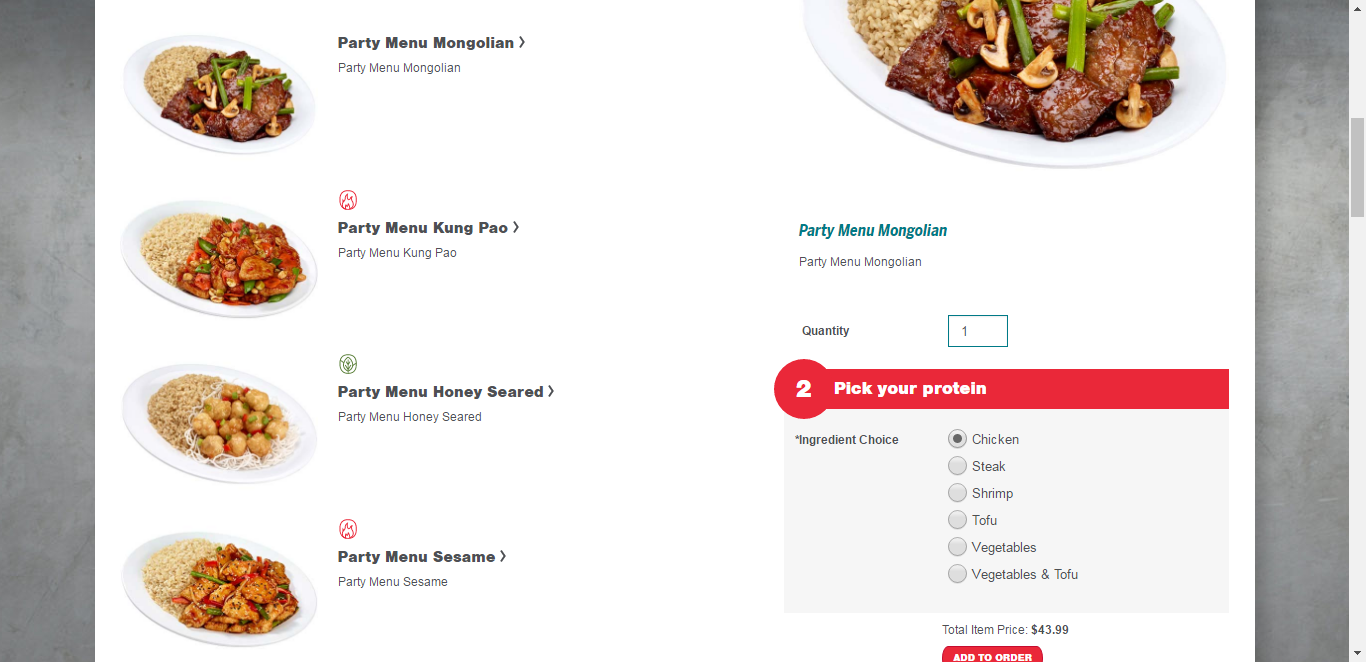 Party Menu Mongolian >
Party Menu Mongolian
Party Menu Kung Pao >
Party Menu Kung Pao
Party Menu Honey Seared >
Party Menu Honey Seared
Party Menu Sesame >
Party Menu Sesame
Party Menu Mongolian
Party Menu Mongolian
Quantity 1
2 Pick your protein
*Ingredient Choice Chicken
Steak
Shrimp
Tofu
Vegetables
Vegetables & Tofu
Total Item Price: $43.99
ADD TO ORDER